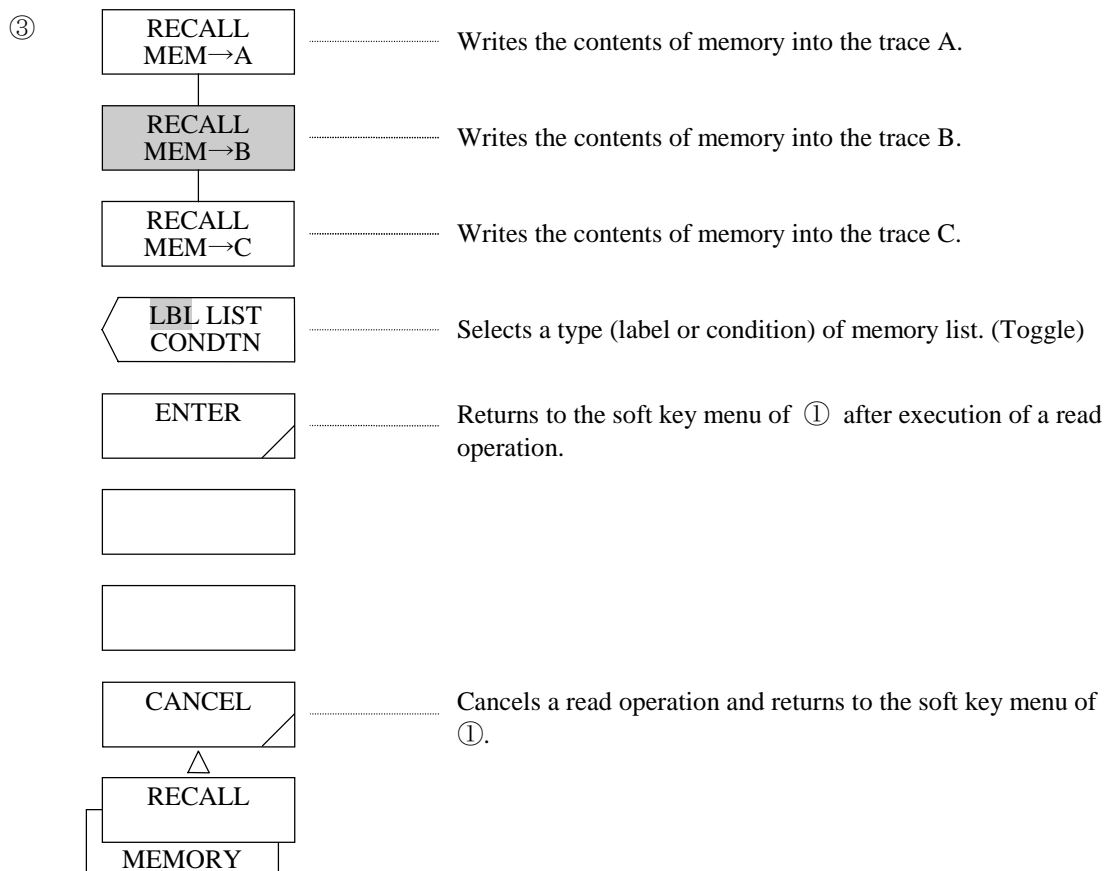 ③
RECALL
MEM→A
Writes the contents of memory into the trace A.
RECALL
MEM→B
Writes the contents of memory into the trace B.
RECALL
MEM→C
Writes the contents of memory into the trace C.
LBL LIST
CONDTN
Selects a type (label or condition) of memory list. (Toggle)
ENTER
Returns to the soft key menu of ① after execution of a read
operation.
CANCEL
Cancels a read operation and returns to the soft key menu of
①.
RECALL
MEMORY